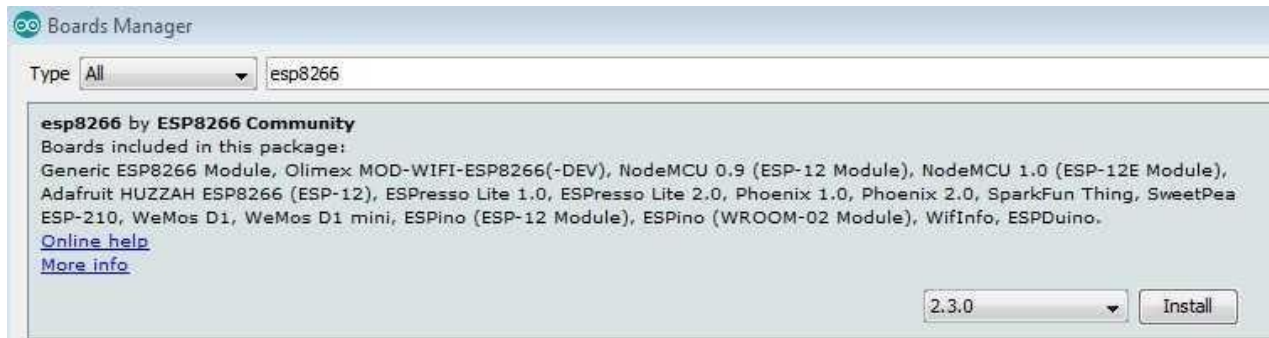 Boards Manager
Type All esp8266
esp8266 by ESP8266 Community
Boards included in this package:
Generic ESP8266 Module, Olimex MOD-WIFI-ESP8266(-DEV), NodeMCU 0.9 (ESP-12 Module), NodeMCU 1.0 (ESP-12E Module),
Adafruit HUZZAH ESP8266 (ESP-12), ESPresso Lite 1.0, ESPresso Lite 2.0, Phoenix 1.0, Phoenix 2.0, SparkFun Thing, SweetPea
ESP-210, WeMos D1, WeMos D1 mini, ESPino (ESP-12 Module), ESPino (WROOM-02 Module), WifInfo, ESPDuino.
Online help
More info
2.3.0 Install